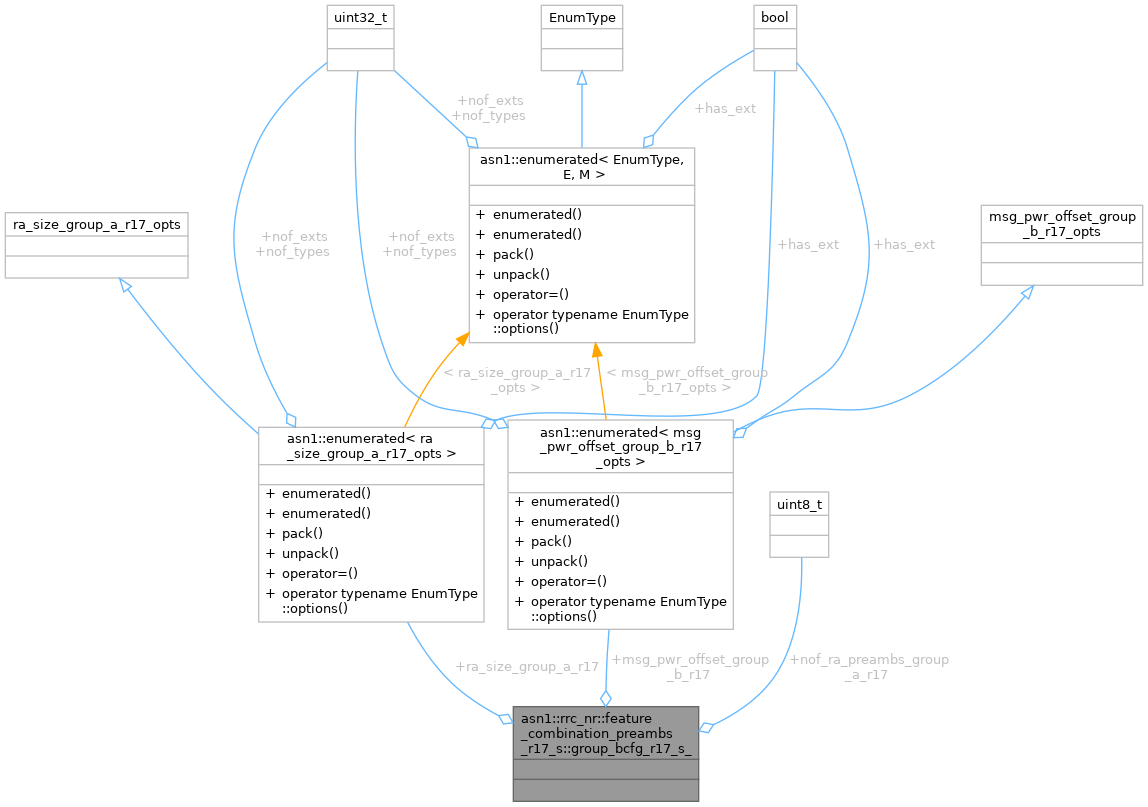 uint32_t
EnumType
bool
+nof_exts
+nof_types
+has_ext
asn1::enumerated< EnumType,
E, M >
+ enumerated()
+ enumerated()
+ pack()
+ unpack()
+ operator=()
+ operator typename EnumType
::options()
ra_size_group_a_r17_opts
msg_pwr_offset_group
_b_r17_opts
+nof_exts
+nof_types
+nof_exts
+nof_types
+has_ext
+has_ext
< ra_size_group_a_r17
_opts >
< msg_pwr_offset_group
_b_r17_opts >
asn1::enumerated< ra
_size_group_a_r17_opts >
+ enumerated()
+ enumerated()
+ pack()
+ unpack()
+ operator=()
+ operator typename EnumType
::options()
asn1::enumerated< msg
_pwr_offset_group_b_r17
_opts >
+ enumerated()
+ enumerated()
+ pack()
+ unpack()
+ operator=()
+ operator typename EnumType
::options()
uint8_t
+ra_size_group_a_r17
+msg_pwr_offset_group
_b_r17
+nof_ra_preambs_group
_a_r17
asn1::rrc_nr::feature
_combination_preambs
_r17_s::group_bcfg_r17_s_